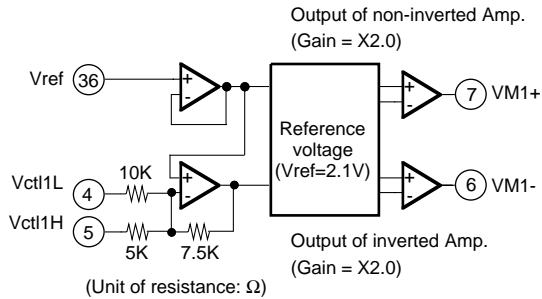 Output of non-inverted Amp.
(Gain = X2.0)
Vref 36
+
-
+
-
7 VM1+
Reference
voltage
(Vref=2.1V)
Vctl1L
4
10K
+
-
+
-
6 VM1-
Vctl1H
5
5K
7.5K
Output of inverted Amp.
(Gain = X2.0)
(Unit of resistance: Ω)